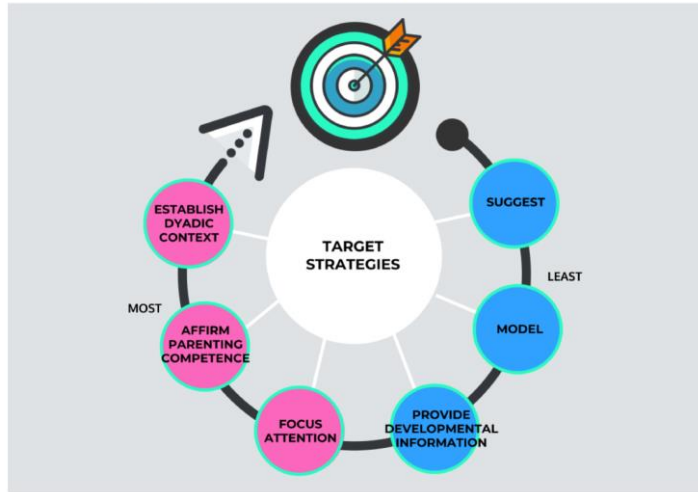 TARGET
STRATEGIES
ESTABLISH
DYADIC
CONTEXT
MOST
AFFIRM
PARENTING
COMPETENCE
FOCUS
ATTENTION
PROVIDE
DEVELOPMENTAL
INFORMATION
MODEL
LEAST
SUGGEST